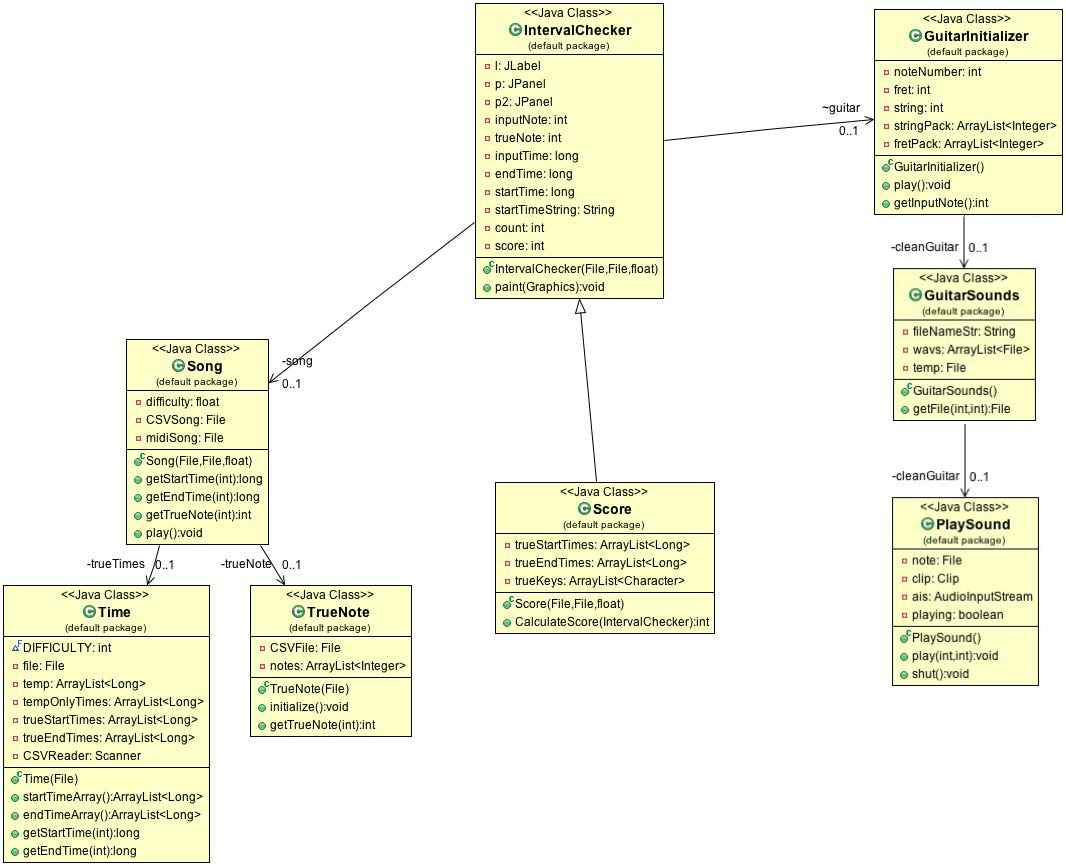 <<Java Class>>
IntervalChecker
(default package)
l: JLabel
p: JPanel
p2: JPanel
inputNote: int
trueNote: int
inputTime: long
endTime: long
startTime: long
startTimeString: String
count: int
score: int
IntervalChecker(File,File,float)
paint(Graphics):void
<<Java Class>>
GuitarInitializer
(default package)
noteNumber: int
fret: int
string: int
stringPack: ArrayList<Integer>
fretPack: ArrayList<Integer>
GuitarInitializer()
play():void
getInputNote():int
~guitar
0..1
-cleanGuitar
0..1
<<Java Class>>
GuitarSounds
(default package)
fileNameStr: String
wavs: ArrayList<File>
temp: File
GuitarSounds()
getFile(int,int):File
-cleanGuitar
0..1
<<Java Class>>
PlaySound
(default package)
note: File
clip: Clip
ais: AudioInputStream
playing: boolean
PlaySound()
play(int,int):void
shut():void
-song
0..1
<<Java Class>>
Song
(default package)
difficulty: float
CSVSong: File
midiSong: File
Song(File,File,float)
getStartTime(int):long
getEndTime(int):long
getTrueNote(int):int
play():void
<<Java Class>>
Score
(default package)
trueStartTimes: ArrayList<Long>
trueEndTimes: ArrayList<Long>
trueKeys: ArrayList<Character>
Score(File,File,float)
CalculateScore(IntervalChecker):int
-trueTimes
0..1
-trueNote
0..1
<<Java Class>>
Time
(default package)
DIFFICULTY: int
file: File
temp: ArrayList<Long>
tempOnlyTimes: ArrayList<Long>
trueStartTimes: ArrayList<Long>
trueEndTimes: ArrayList<Long>
CSVReader: Scanner
Time(File)
startTimeArray():ArrayList<Long>
endTimeArray():ArrayList<Long>
getStartTime(int):long
getEndTime(int):long
<<Java Class>>
TrueNote
(default package)
CSVFile: File
notes: ArrayList<Integer>
TrueNote(File)
initialize():void
getTrueNote(int):int